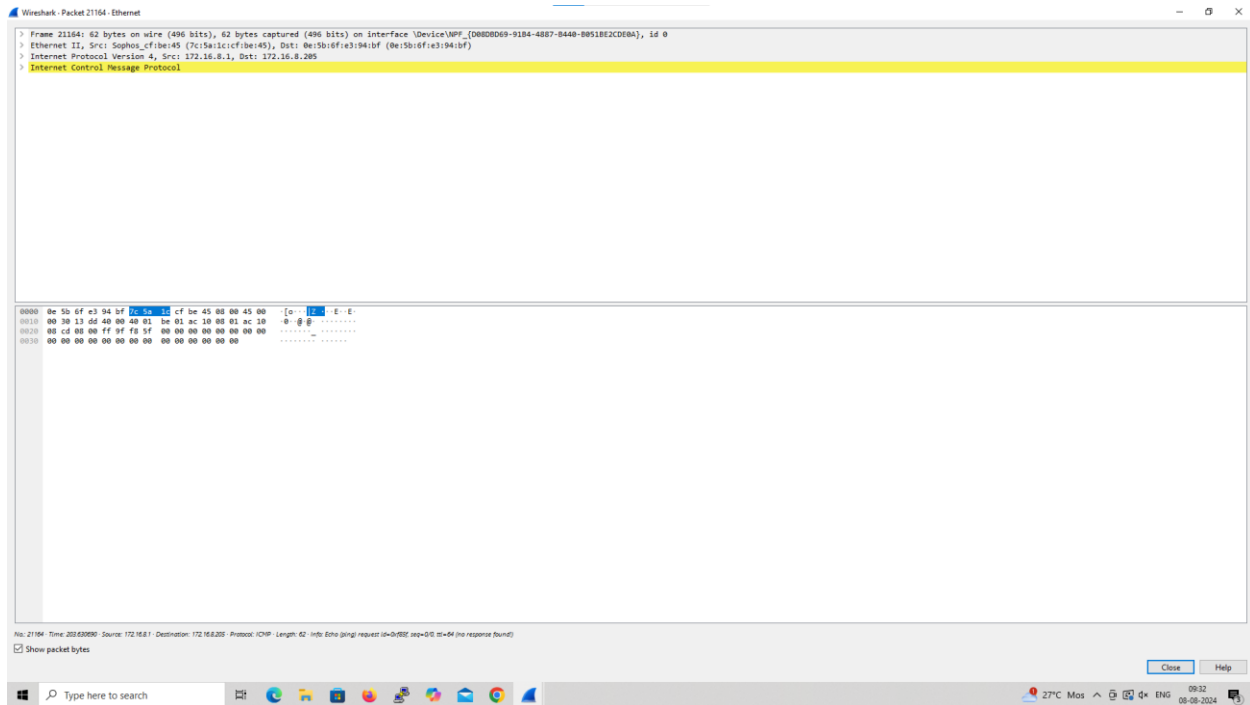 Wireshark · Packet 21164 · Ethernet
> Frame 21164: 62 bytes on wire (496 bits), 62 bytes captured (496 bits) on interface \Device\NPF_{D08D8D69-91B4-4887-B440-B051BE2CDE0A}, id 0
> Ethernet II, Src: Sophos_cf:be:45 (7c:5a:1c:cf:be:45), Dst: 0e:5b:6f:e3:94:bf (0e:5b:6f:e3:94:bf)
> Internet Protocol Version 4, Src: 172.16.8.1, Dst: 172.16.8.205
> Internet Control Message Protocol
0000 0e 5b 6f e3 94 bf 7c 5a 1c cf be 45 08 00 45 00 ·[o···|Z ···E··E·
0010 00 30 13 dd 40 00 40 01 be 01 ac 10 08 01 ac 10 ·0··@·@· ········
0020 08 cd 08 00 ff 9f f8 5f 00 00 00 00 00 00 00 00 ·······_ ········
0030 00 00 00 00 00 00 00 00 00 00 00 00 00 00 ········ ······
No.: 21164 · Time: 203.630690 · Source: 172.16.8.1 · Destination: 172.16.8.205 · Protocol: ICMP · Length: 62 · Info: Echo (ping) request id=0xf85f, seq=0/0, ttl=64 (no response found!)
Show packet bytes
Close Help
Type here to search
27°C Mos ENG 09:32
08-08-2024